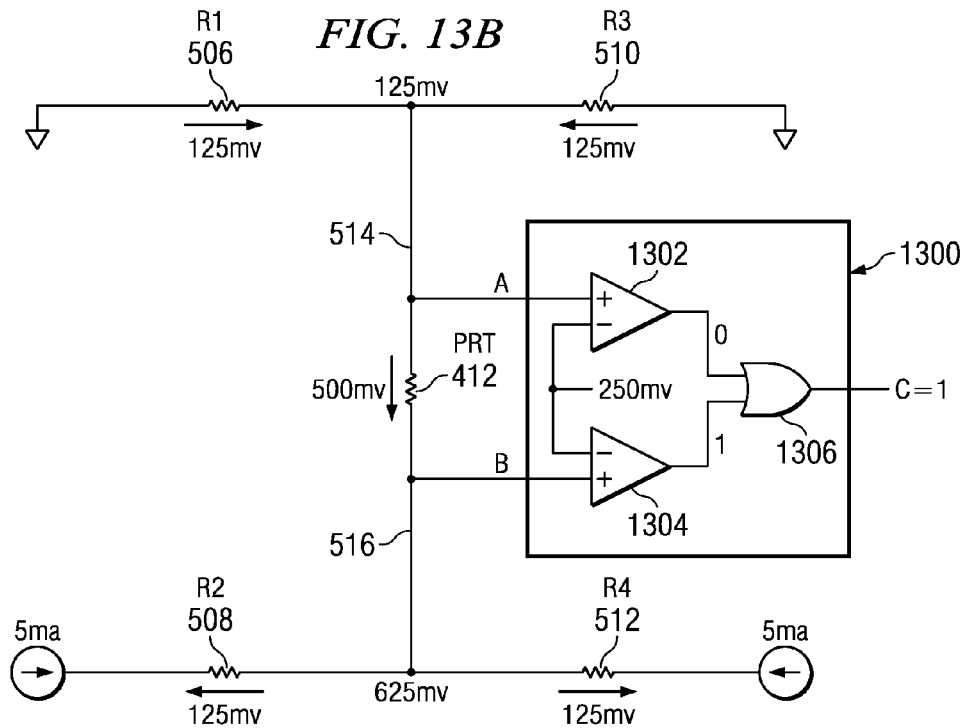 FIG. 13B
R1
506
R3
510
125mv
125mv
125mv
514
1302
1300
A
+
−
0
PRT
412
500mv
250mv
C=1
1306
−
+
1
B
1304
516
R2
508
R4
512
5ma
5ma
125mv
625mv
125mv